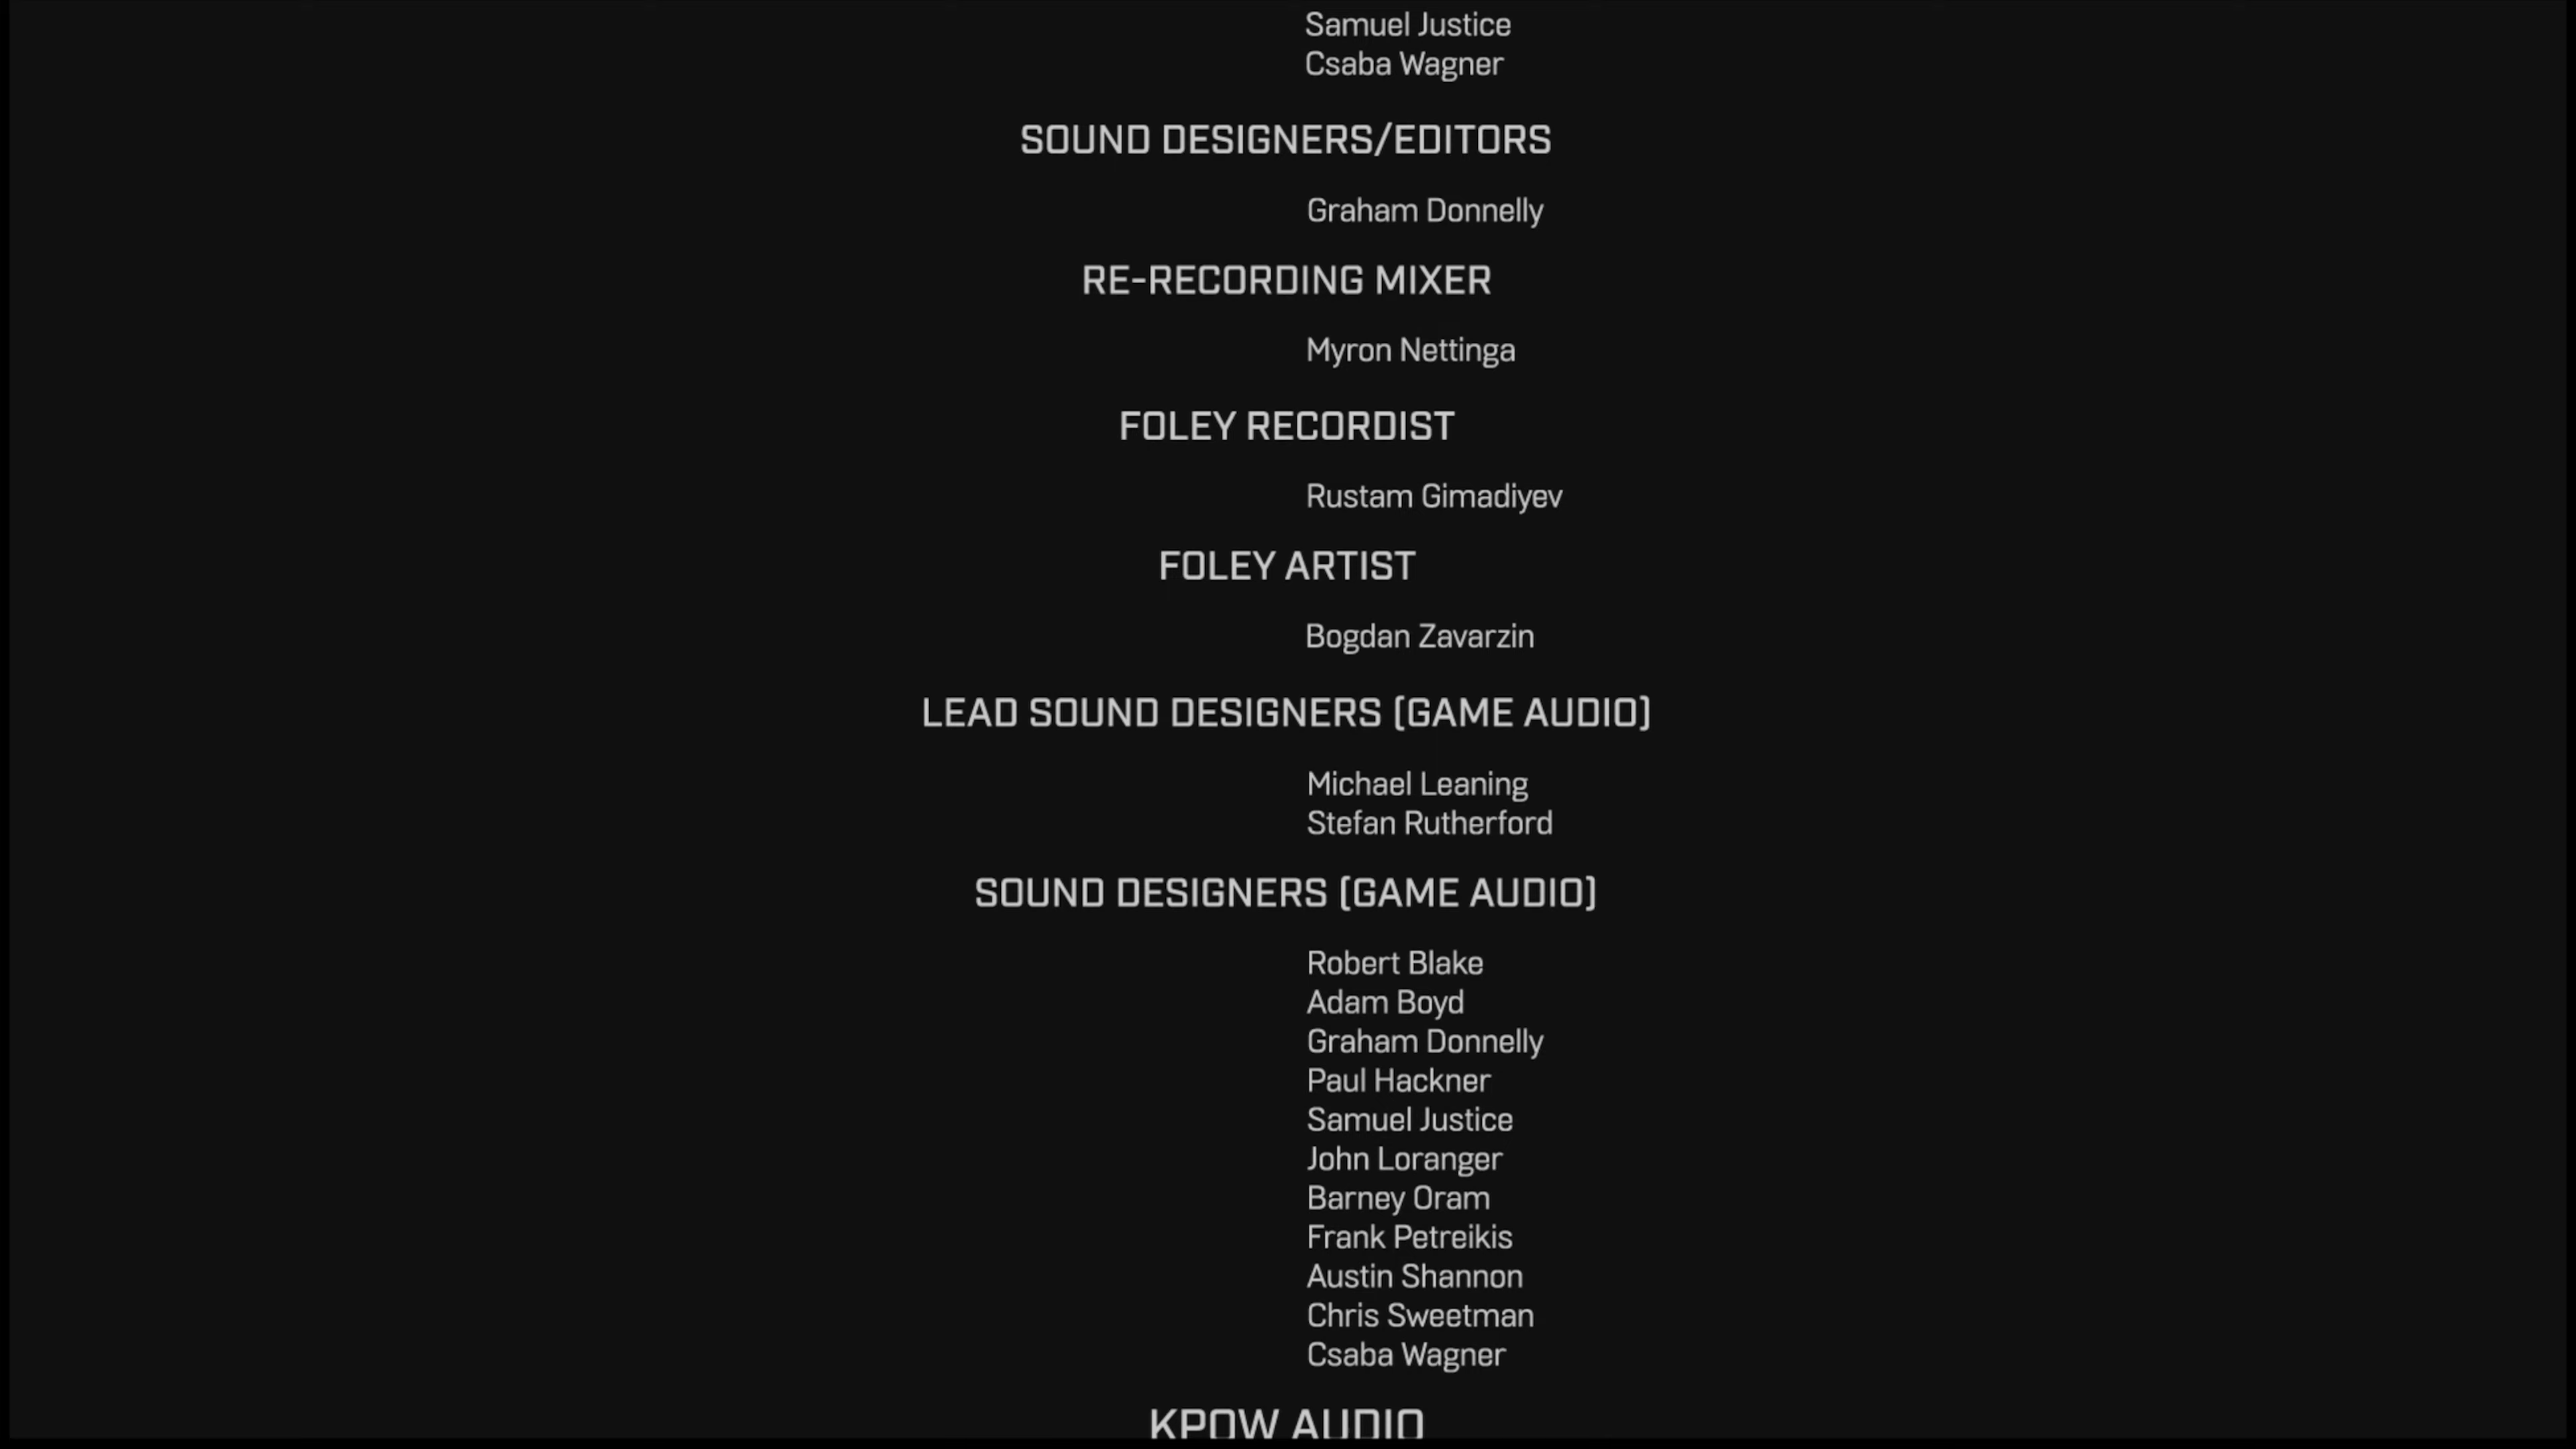 Samuel Justice
Csaba Wagner
SOUND DESIGNERS/EDITORS
Graham Donnelly
RE-RECORDING MIXER
Myron Nettinga
FOLEY RECORDIST
Rustam Gimadiyev
FOLEY ARTIST
Bogdan Zavarzin
LEAD SOUND DESIGNERS (GAME AUDIO)
Michael Leaning
Stefan Rutherford
SOUND DESIGNERS (GAME AUDIO)
Robert Blake
Adam Boyd
Graham Donnelly
Paul Hackner
Samuel Justice
John Loranger
Barney Oram
Frank Petreikis
Austin Shannon
Chris Sweetman
Csaba Wagner
KPOW AUDIO